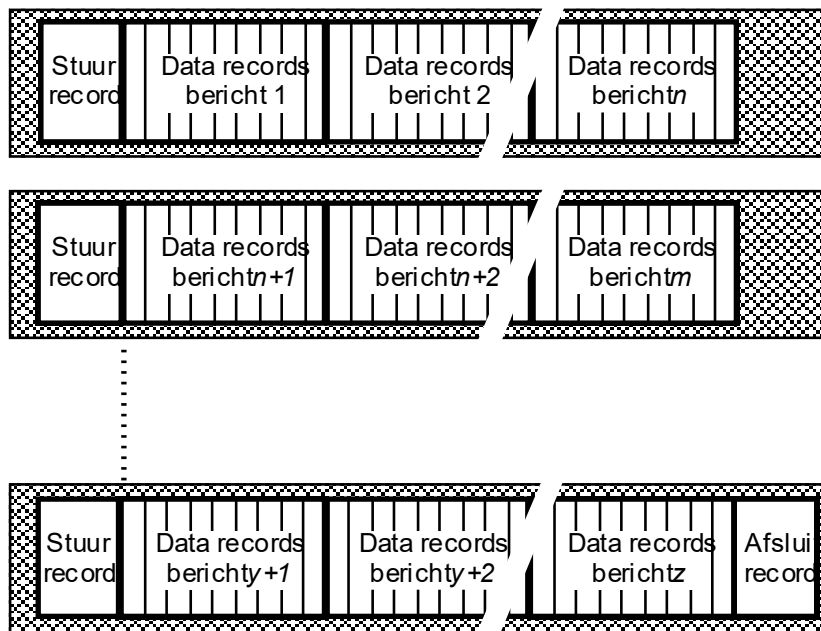 Stuur
record
Data records
bericht 1
Data records
bericht 2
Data records
berichtn
Stuur
record
Data records
berichtn+1
Data records
berichtn+2
Data records
berichtm
Stuur
record
Data records
berichty+1
Data records
berichty+2
Data records
berichtz
Afslui
record